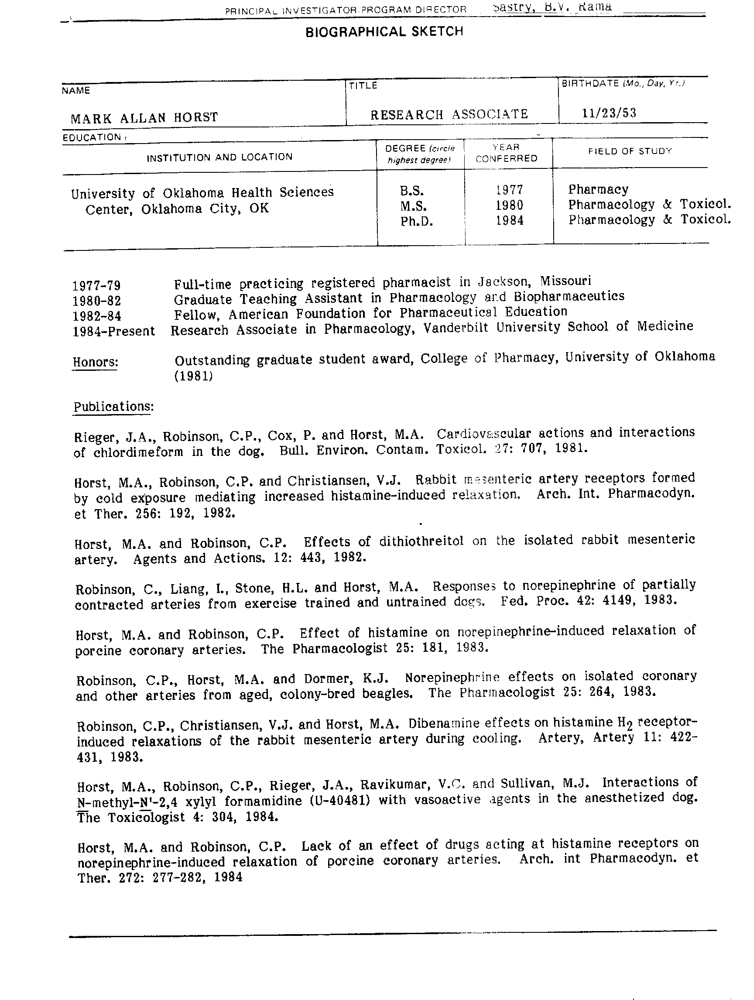 PRINCIPAL INVESTIGATOR/PROGRAM DIRECTOR Sastry, B.V. Rama
BIOGRAPHICAL SKETCH
NAME TITLE BIRTHDATE (Mo., Day, Yr.)
MARK ALLAN HORST RESEARCH ASSOCIATE 11/23/53
EDUCATION
INSTITUTION AND LOCATION DEGREE (circle highest degree) YEAR CONFERRED FIELD OF STUDY
University of Oklahoma Health Sciences B.S. 1977 Pharmacy
Center, Oklahoma City, OK M.S. 1980 Pharmacology & Toxicol.
Ph.D. 1984 Pharmacology & Toxicol.
1977-79 Full-time practicing registered pharmacist in Jackson, Missouri
1980-82 Graduate Teaching Assistant in Pharmacology and Biopharmaceutics
1982-84 Fellow, American Foundation for Pharmaceutical Education
1984-Present Research Associate in Pharmacology, Vanderbilt University School of Medicine
Honors: Outstanding graduate student award, College of Pharmacy, University of Oklahoma
(1981)
Publications:
Rieger, J.A., Robinson, C.P., Cox, P. and Horst, M.A. Cardiovascular actions and interactions
of chlordimeform in the dog. Bull. Environ. Contam. Toxicol. 27: 707, 1981.
Horst, M.A., Robinson, C.P. and Christiansen, V.J. Rabbit mesenteric artery receptors formed
by cold exposure mediating increased histamine-induced relaxation. Arch. Int. Pharmacodyn.
et Ther. 256: 192, 1982.
Horst, M.A. and Robinson, C.P. Effects of dithiothreitol on the isolated rabbit mesenteric
artery. Agents and Actions. 12: 443, 1982.
Robinson, C., Liang, I., Stone, H.L. and Horst, M.A. Responses to norepinephrine of partially
contracted arteries from exercise trained and untrained dogs. Fed. Proc. 42: 4149, 1983.
Horst, M.A. and Robinson, C.P. Effect of histamine on norepinephrine-induced relaxation of
porcine coronary arteries. The Pharmacologist 25: 181, 1983.
Robinson, C.P., Horst, M.A. and Dormer, K.J. Norepinephrine effects on isolated coronary
and other arteries from aged, colony-bred beagles. The Pharmacologist 25: 264, 1983.
Robinson, C.P., Christiansen, V.J. and Horst, M.A. Dibenamine effects on histamine H2 receptor-
induced relaxations of the rabbit mesenteric artery during cooling. Artery, Artery 11: 422-
431, 1983.
Horst, M.A., Robinson, C.P., Rieger, J.A., Ravikumar, V.C. and Sullivan, M.J. Interactions of
N-methyl-N'-2,4 xylyl formamidine (U-40481) with vasoactive agents in the anesthetized dog.
The Toxicologist 4: 304, 1984.
Horst, M.A. and Robinson, C.P. Lack of an effect of drugs acting at histamine receptors on
norepinephrine-induced relaxation of porcine coronary arteries. Arch. int Pharmacodyn. et
Ther. 272: 277-282, 1984